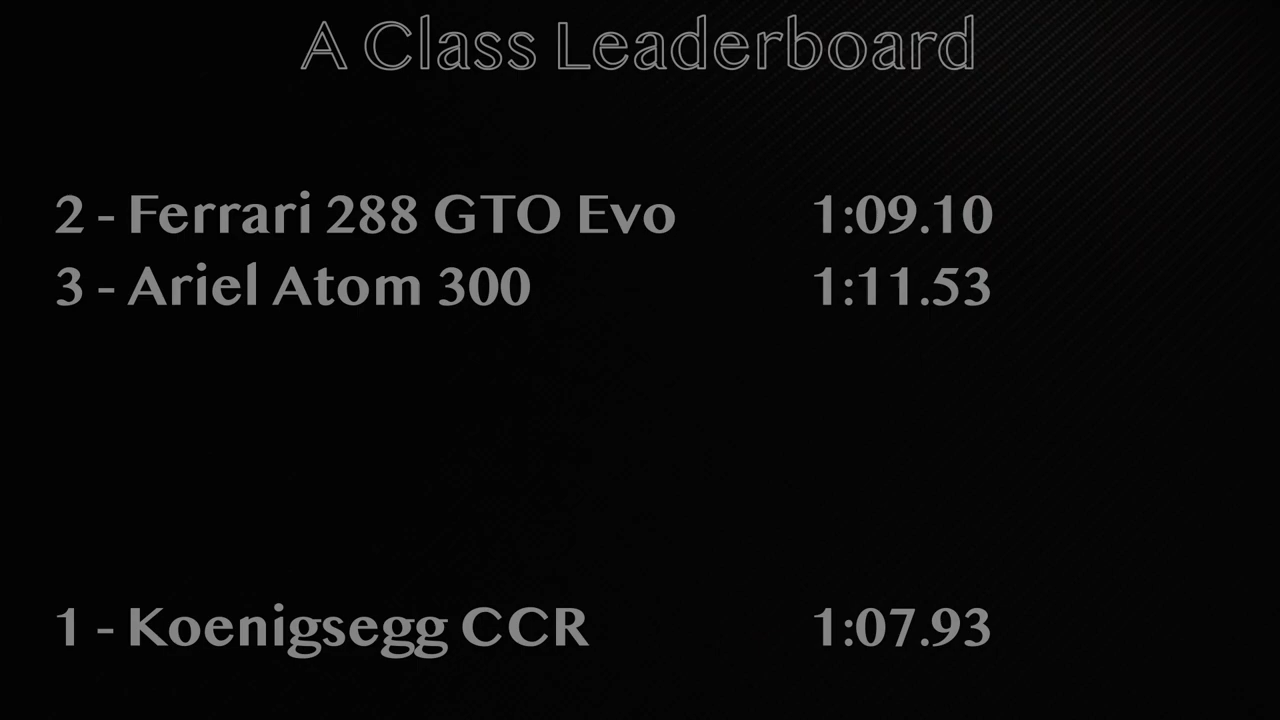 A Class Leaderboard
2 - Ferrari 288 GTO Evo 1:09.10
3 - Ariel Atom 300 1:11.53
1 - Koenigsegg CCR 1:07.93